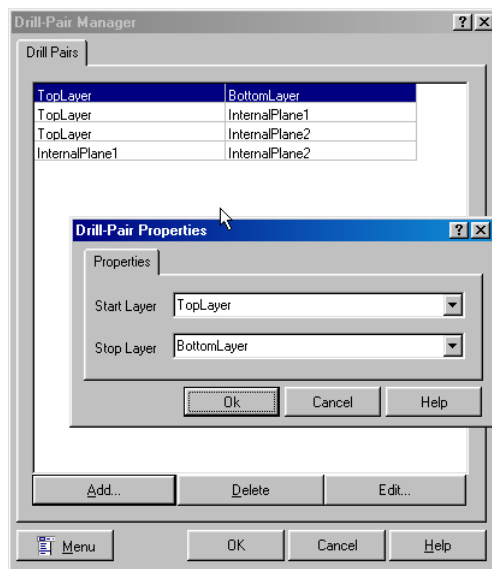 Drill-Pair Manager
Drill Pairs
TopLayer BottomLayer
TopLayer InternalPlane1
TopLayer InternalPlane2
InternalPlane1 InternalPlane2
Drill-Pair Properties
Properties
Start Layer TopLayer
Stop Layer BottomLayer
Ok Cancel Help
Add... Delete Edit...
Menu OK Cancel Help